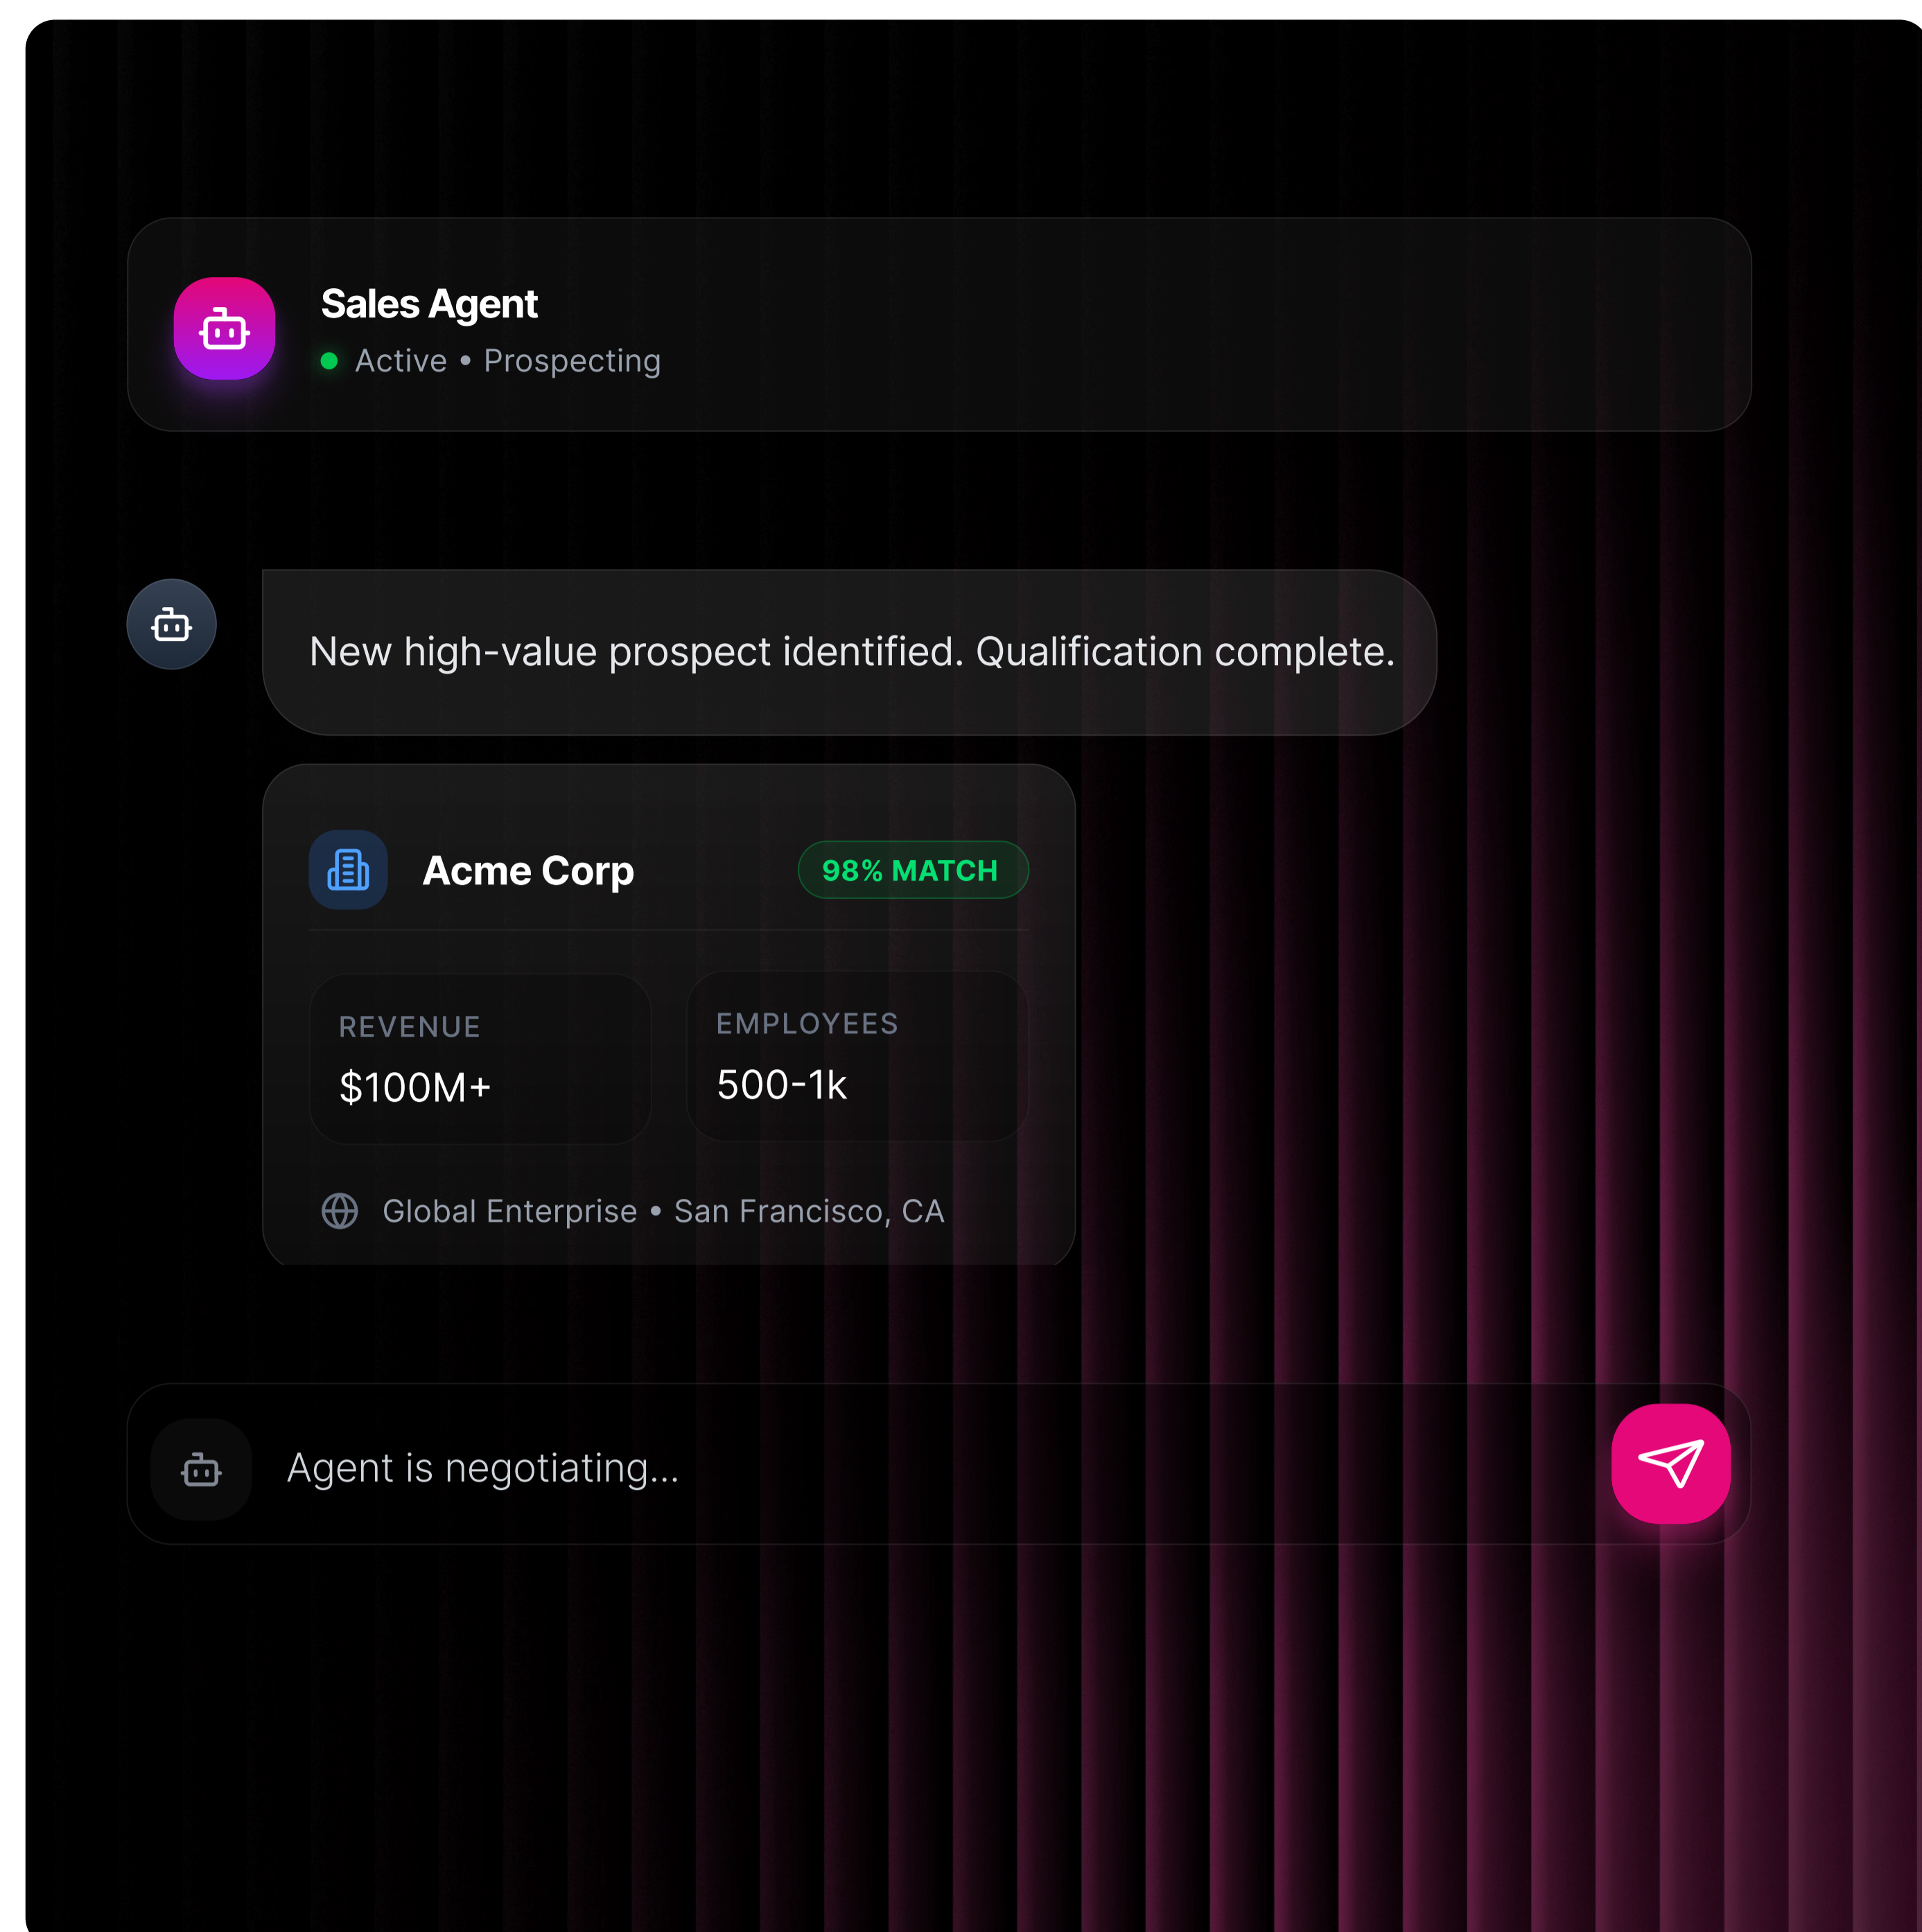 Sales Agent
Active • Prospecting
New high-value prospect identified. Qualification complete.
Acme Corp
98% MATCH
REVENUE
$100M+
EMPLOYEES
500-1k
Global Enterprise • San Francisco, CA
Agent is negotiating...